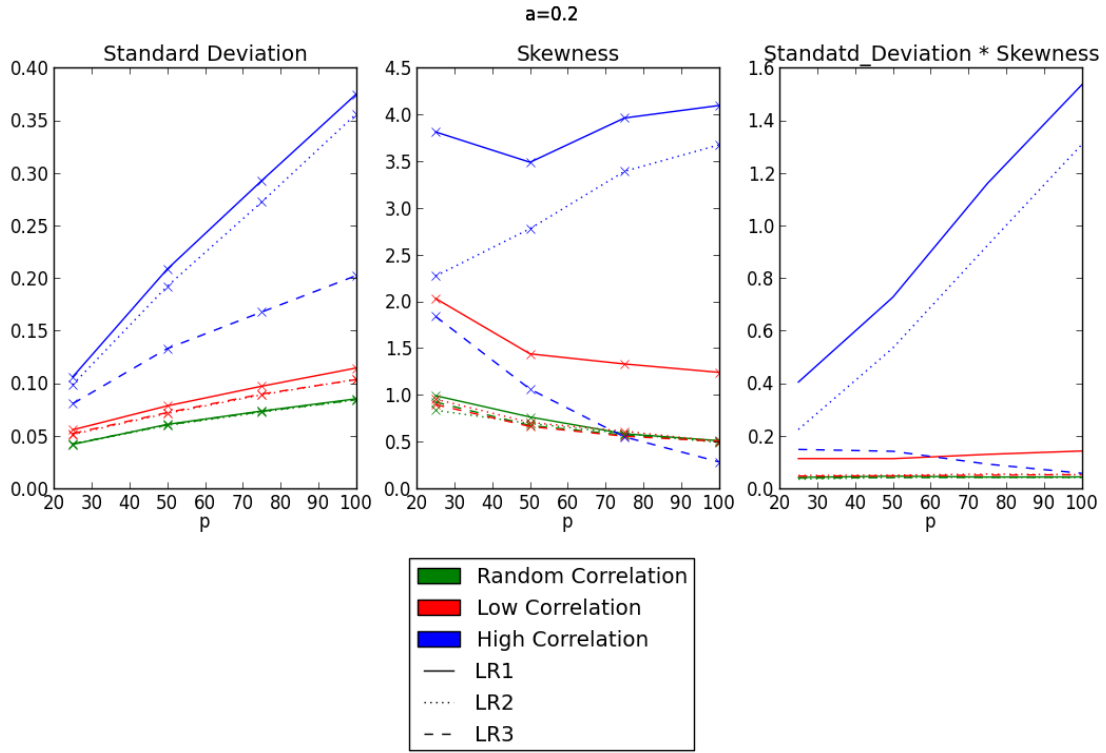 a=0.2
Standard Deviation
0.40
0.35
0.30
0.25
0.20
0.15
0.10
0.05
0.00
20 30 40 50 60 70 80 90 100
p
Skewness
4.5
4.0
3.5
3.0
2.5
2.0
1.5
1.0
0.5
0.0
20 30 40 50 60 70 80 90 100
p
Standatd_Deviation * Skewness
1.6
1.4
1.2
1.0
0.8
0.6
0.4
0.2
0.0
20 30 40 50 60 70 80 90 100
p
Random Correlation
Low Correlation
High Correlation
LR1
LR2
LR3